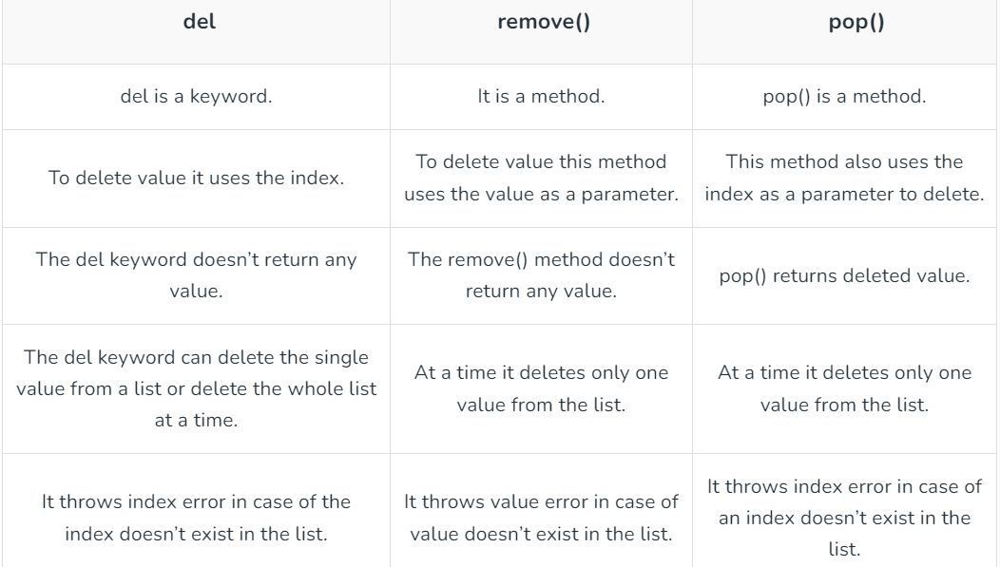 del
remove()
pop()
del is a keyword.
It is a method.
pop() is a method.
To delete value it uses the index.
To delete value this method
uses the value as a parameter.
This method also uses the
index as a parameter to delete.
The del keyword doesn’t return any
value.
The remove() method doesn’t
return any value.
pop() returns deleted value.
The del keyword can delete the single
value from a list or delete the whole list
at a time.
At a time it deletes only one
value from the list.
At a time it deletes only one
value from the list.
It throws index error in case of the
index doesn’t exist in the list.
It throws value error in case of
value doesn’t exist in the list.
It throws index error in case of
an index doesn’t exist in the
list.